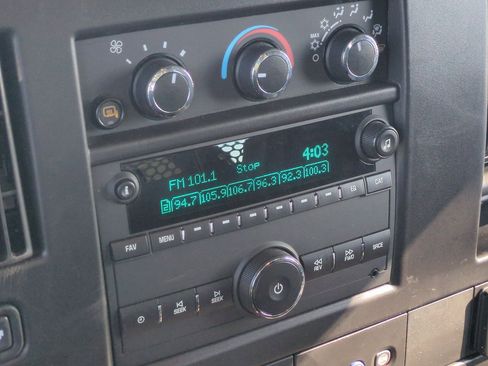 MAX
Stop 4:03
FM 101.1
94.7 105.9 106.7 96.3 92.3 100.3
FAV MENU EQ CAT
SEEK SEEK REV FWD SRCE